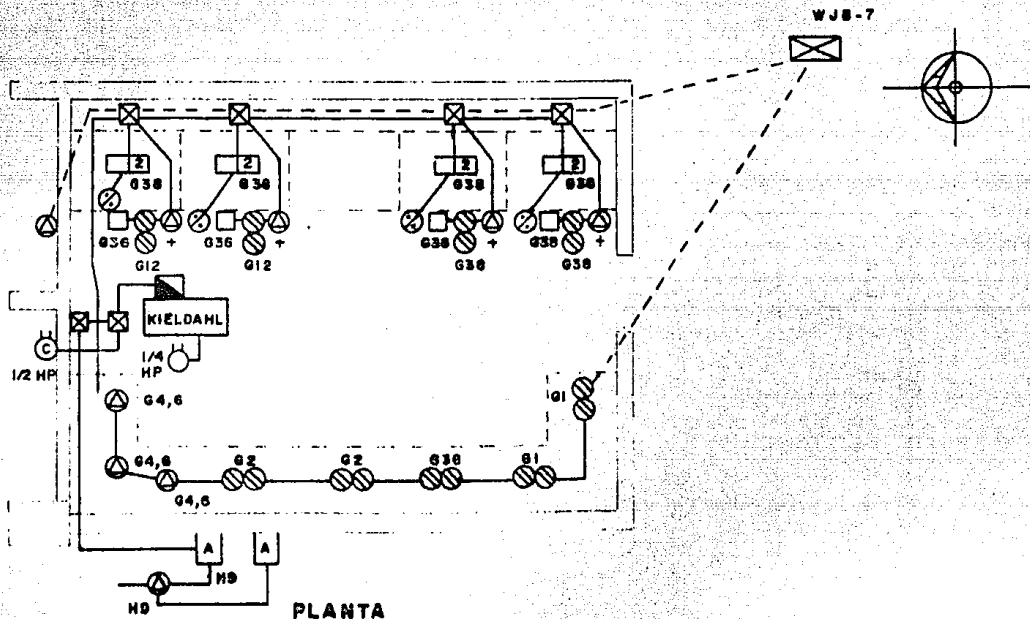 WJB-7
2
2
2
2
G38
G38
G38
G38
+
+
+
+
G36
G36
G38
G38
G12
G12
G38
G38
KIELDAHL
C
1/2 HP
1/4
HP
G4,6
G1
G4,6
G2
G2
G38
G1
G4,6
A
A
H9
H9
PLANTA